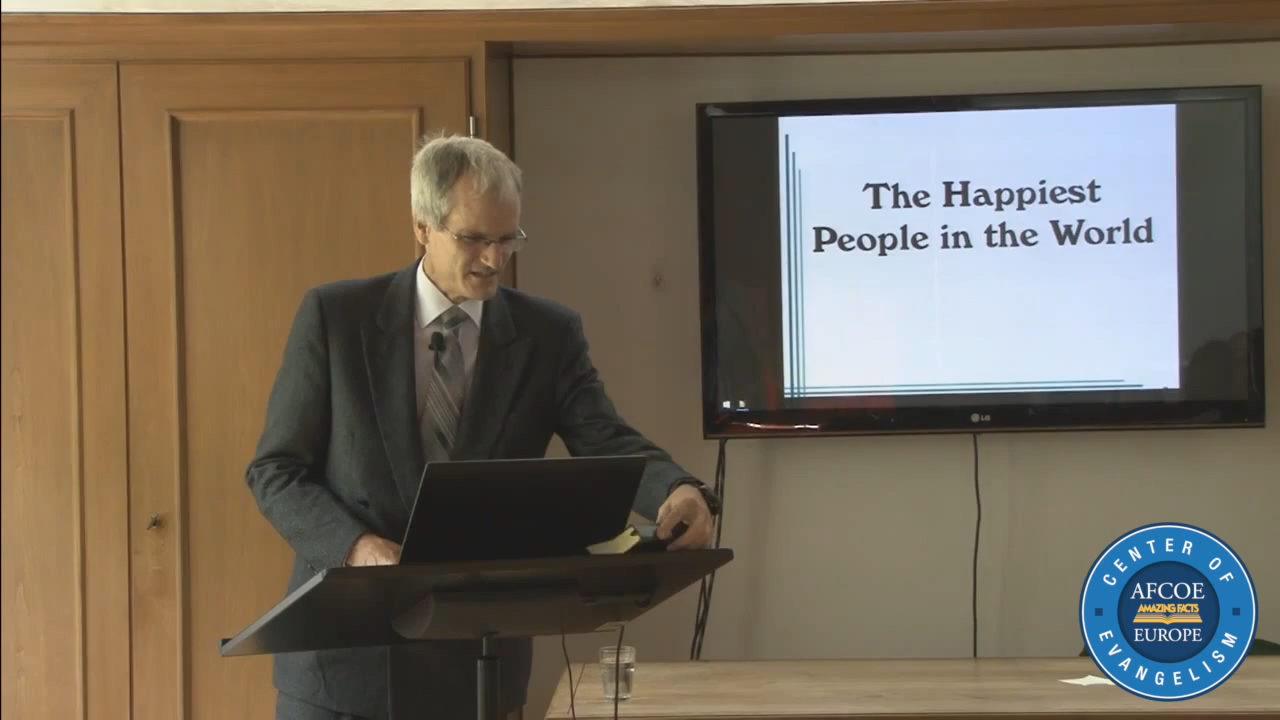 The Happiest
People in the World
LG
CENTER OF
AFCOE
AMAZING FACTS
EUROPE
EVANGELISM